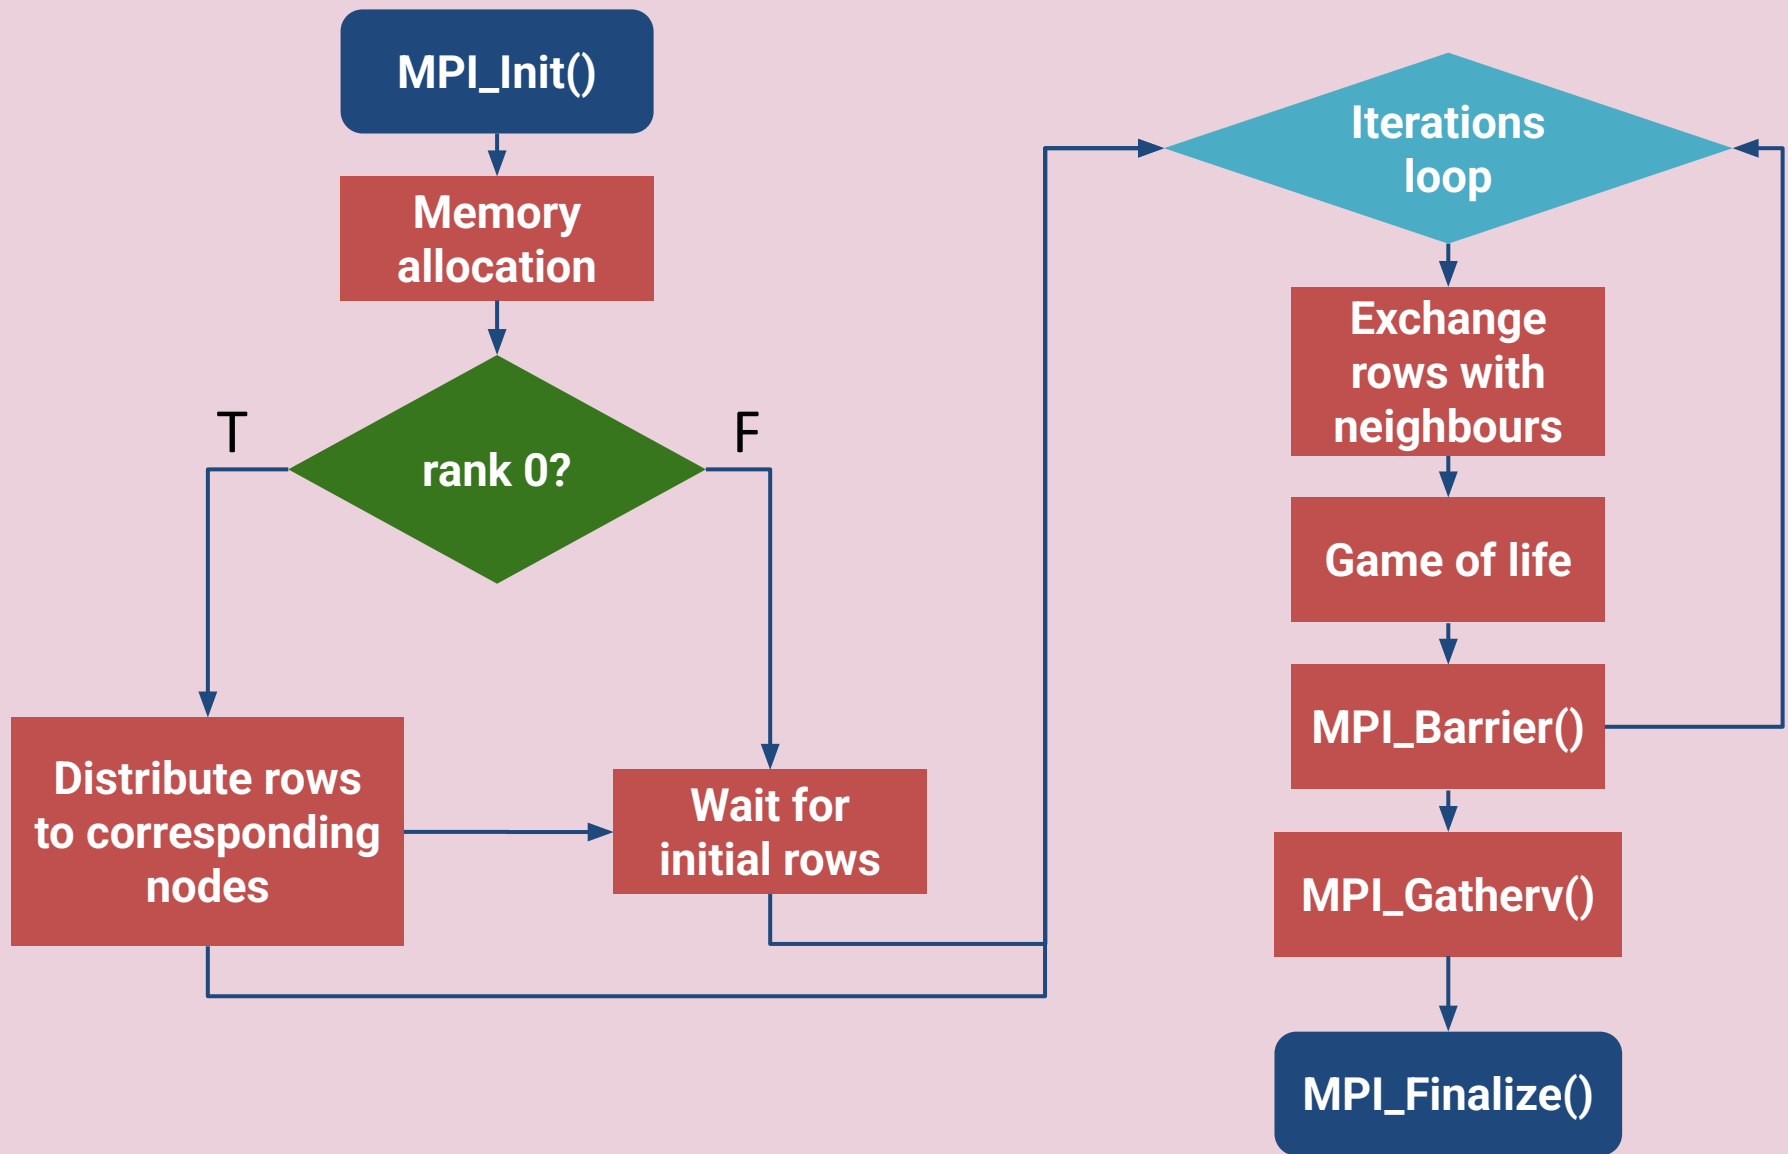 MPI_Init()
Memory
allocation
T
F
rank 0?
Distribute rows
to corresponding
nodes
Wait for
initial rows
Iterations
loop
Exchange
rows with
neighbours
Game of life
MPI_Barrier()
MPI_Gatherv()
MPI_Finalize()